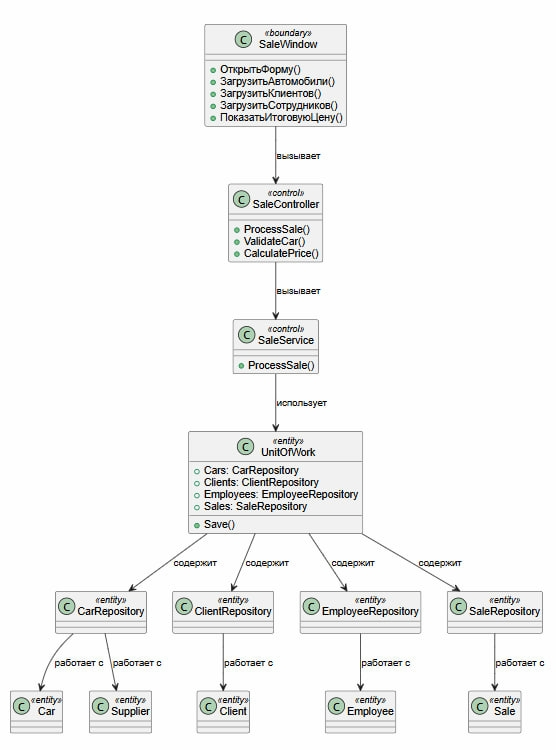 «boundary»
C SaleWindow
ОткрытьФорму()
ЗагрузитьАвтомобили()
ЗагрузитьКлиентов()
ЗагрузитьСотрудников()
ПоказатьИтоговуюЦену()
вызывает
«control»
C SaleController
ProcessSale()
ValidateCar()
CalculatePrice()
вызывает
«control»
C SaleService
ProcessSale()
использует
«entity»
C UnitOfWork
Cars: CarRepository
Clients: ClientRepository
Employees: EmployeeRepository
Sales: SaleRepository
Save()
содержит содержит содержит содержит
«entity» «entity» «entity» «entity»
C CarRepository C ClientRepository C EmployeeRepository C SaleRepository
работает с работает с работает с работает с работает с
«entity» «entity» «entity» «entity» «entity»
C Car C Supplier C Client C Employee C Sale